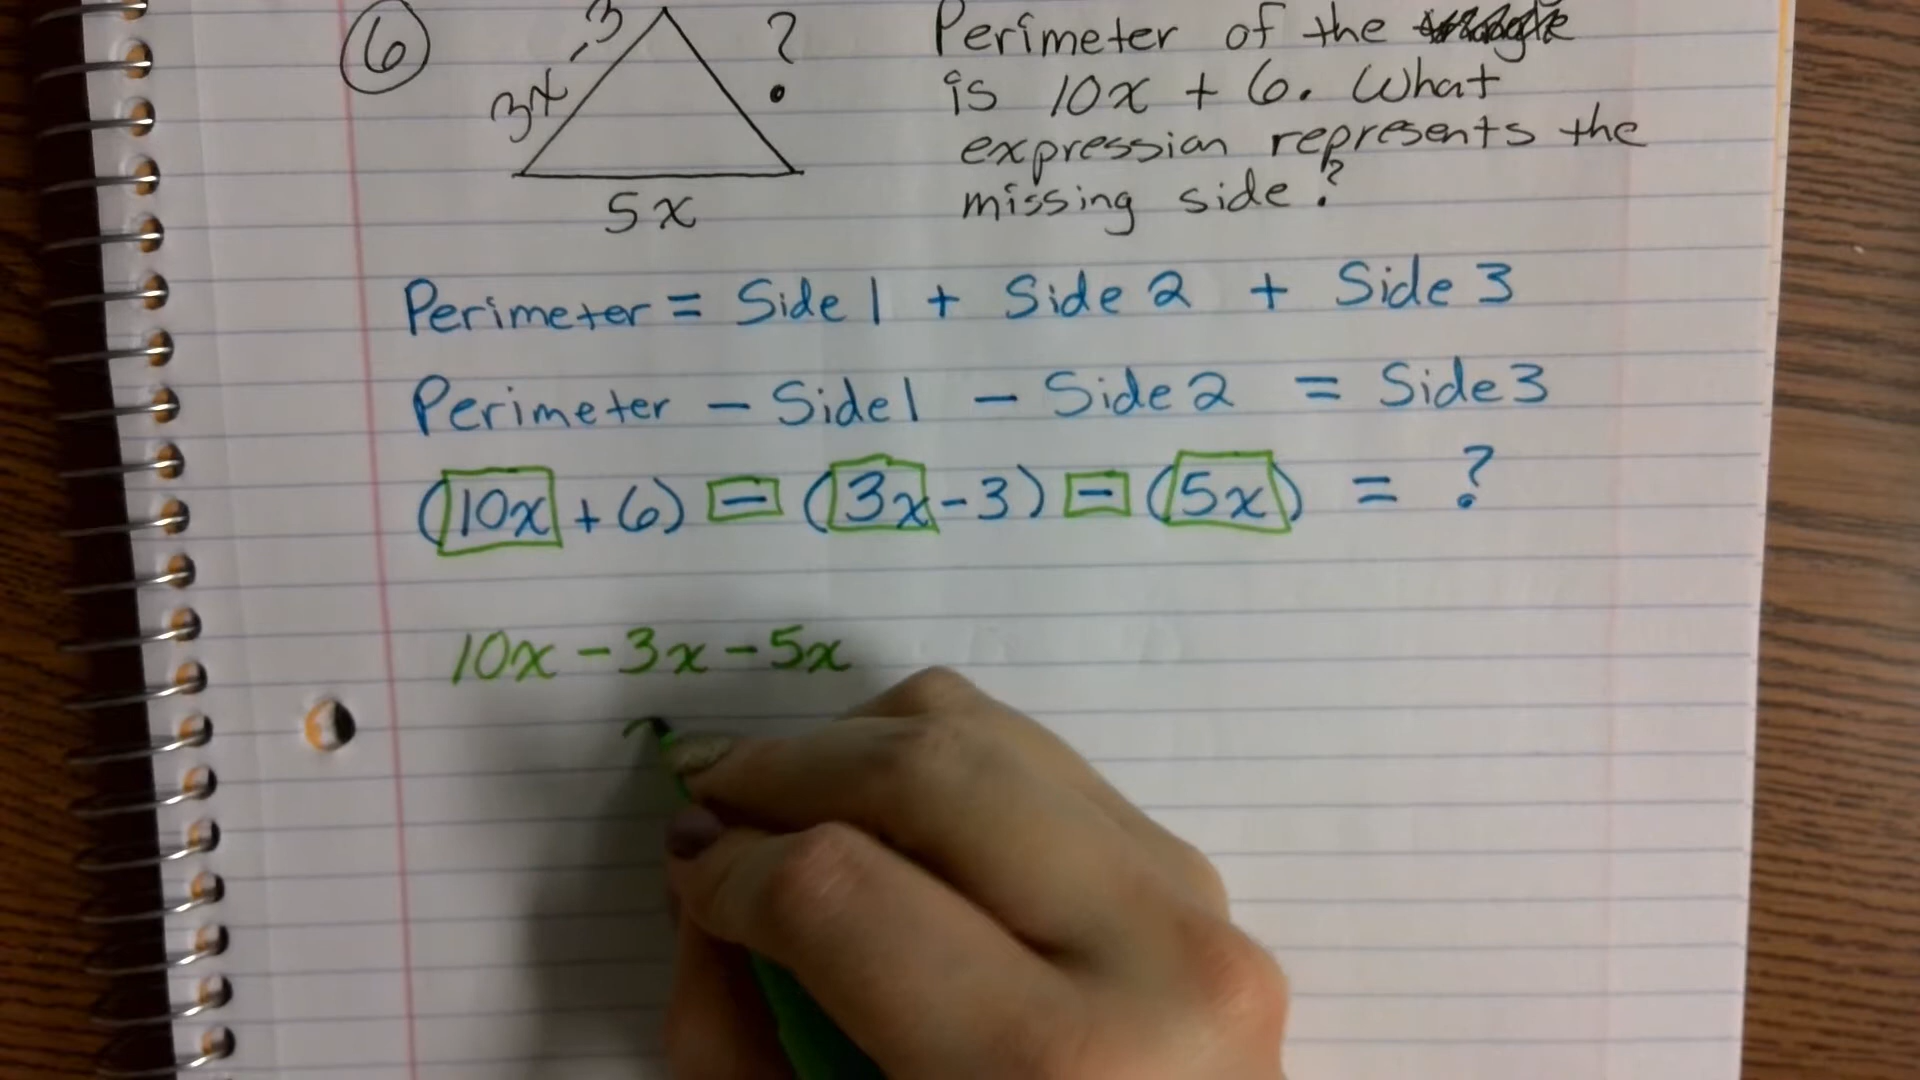 6
3x - 3
?
5x
Perimeter of the
is 10x + 6. What
expression represents the
missing side?
Perimeter = Side 1 + Side 2 + Side 3
Perimeter - Side 1 - Side 2 = Side 3
(10x + 6) - (3x - 3) - (5x) = ?
10x - 3x - 5x